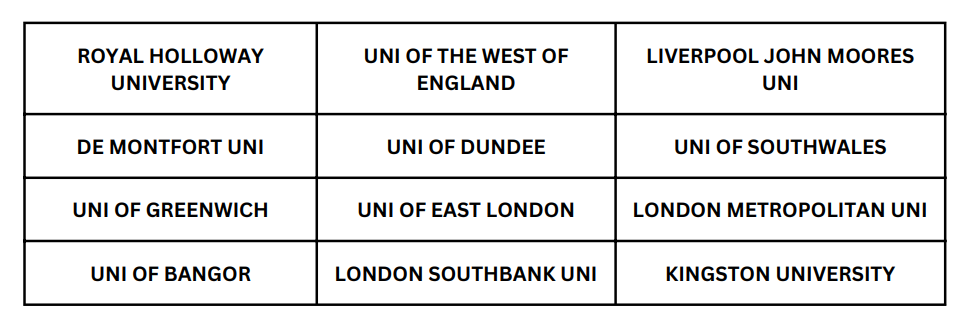 ROYAL HOLLOWAY
UNIVERSITY
UNI OF THE WEST OF
ENGLAND
LIVERPOOL JOHN MOORES
UNI
DE MONTFORT UNI
UNI OF DUNDEE
UNI OF SOUTHWALES
UNI OF GREENWICH
UNI OF EAST LONDON
LONDON METROPOLITAN UNI
UNI OF BANGOR
LONDON SOUTHBANK UNI
KINGSTON UNIVERSITY